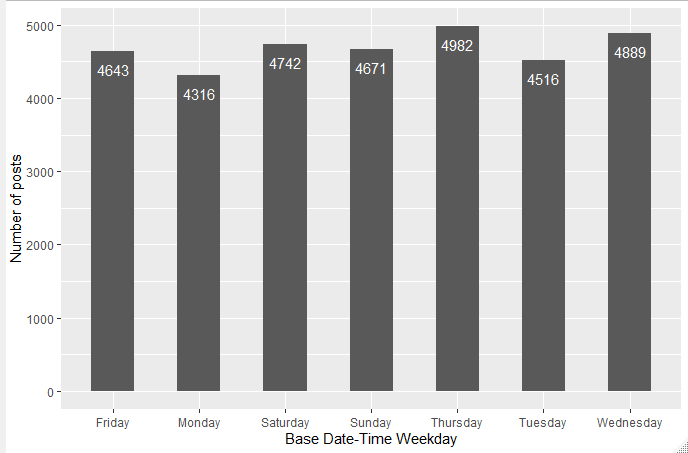 Number of posts
5000
4000
3000
2000
1000
0
4643
4316
4742
4671
4982
4516
4889
Friday
Monday
Saturday
Sunday
Thursday
Tuesday
Wednesday
Base Date-Time Weekday